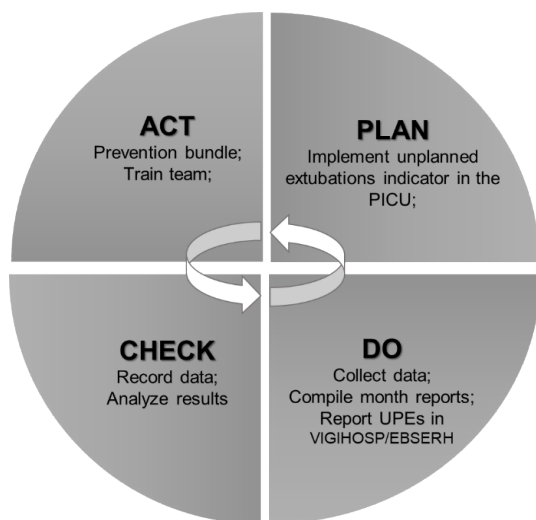 ACT
Prevention bundle;
Train team;
PLAN
Implement unplanned
extubations indicator in the
PICU;
CHECK
Record data;
Analyze results
DO
Collect data;
Compile month reports;
Report UPEs in
VIGIHOSP/EBSERH